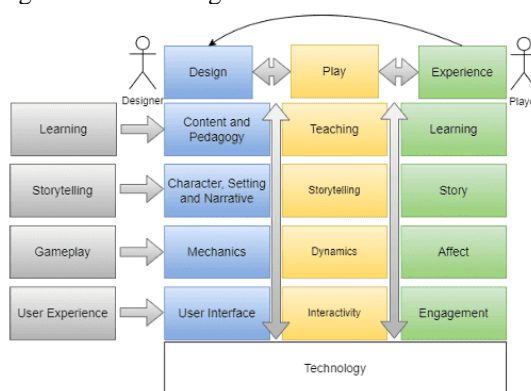 Design
Play
Experience
Designer
Learning
Content and
Pedagogy
Teaching
Learning
Storytelling
Character, Setting
and Narrative
Storytelling
Story
Gameplay
Mechanics
Dynamics
Affect
User Experience
User Interface
Interactivity
Engagement
Technology